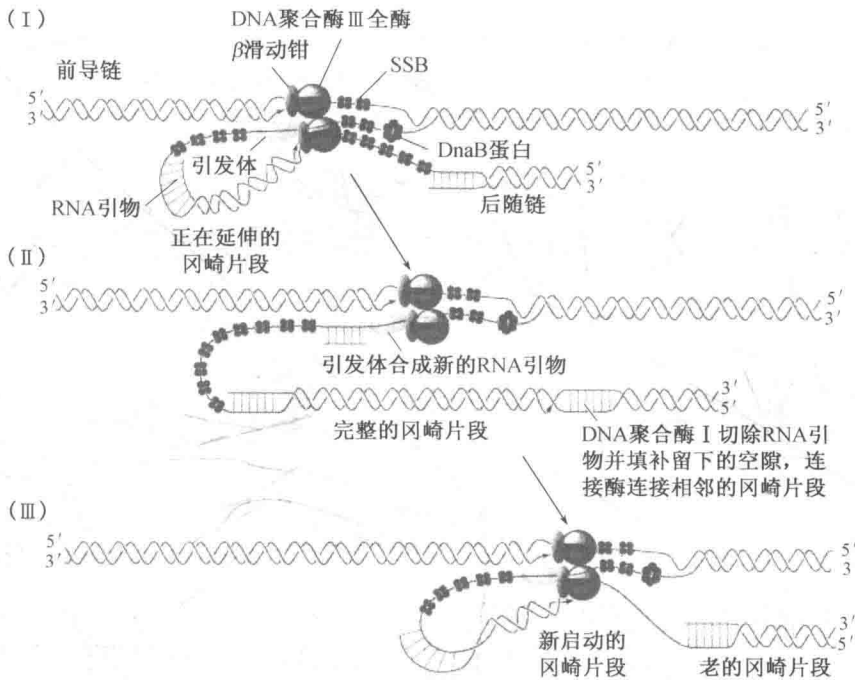 (Ⅰ)
DNA聚合酶Ⅲ全酶
β滑动钳
SSB
前导链
5′
3′
5′
3′
DnaB蛋白
引发体
RNA引物
5′
3′
后随链
正在延伸的
冈崎片段
(Ⅱ)
5′
3′
5′
3′
引发体合成新的RNA引物
3′
5′
完整的冈崎片段
DNA聚合酶Ⅰ切除RNA引
物并填补留下的空隙，连
接酶连接相邻的冈崎片段
(Ⅲ)
5′
3′
5′
3
新启动的
冈崎片段
3′
5′
老的冈崎片段